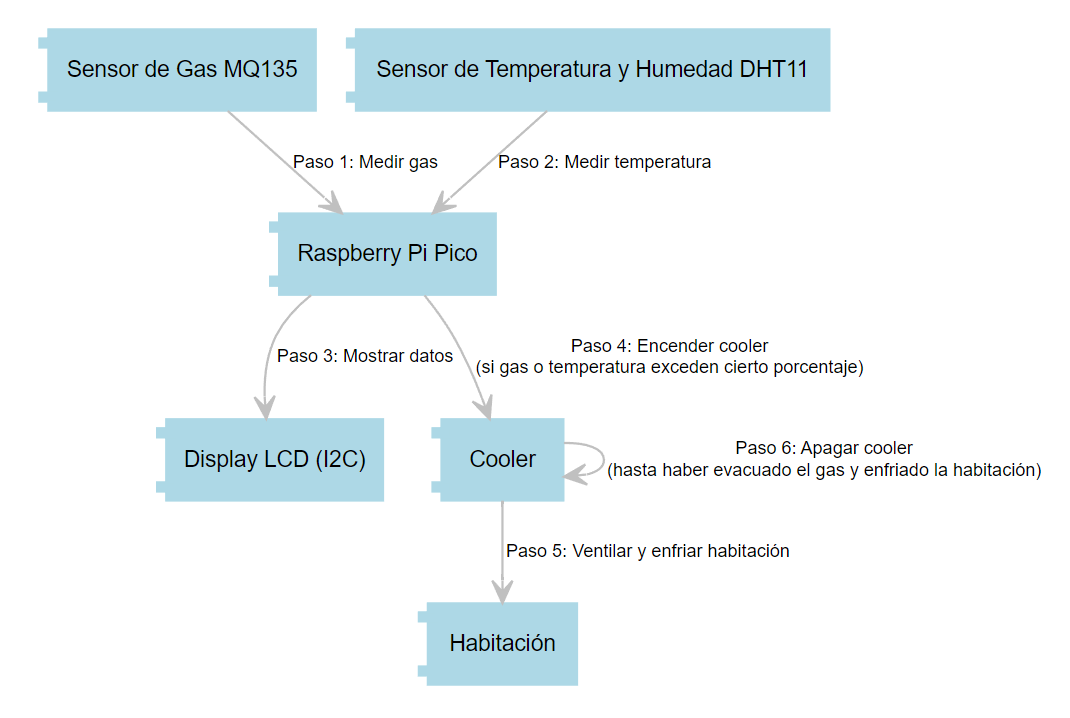 Sensor de Gas MQ135
Sensor de Temperatura y Humedad DHT11
Paso 1: Medir gas
Paso 2: Medir temperatura
Raspberry Pi Pico
Paso 3: Mostrar datos
Paso 4: Encender cooler
(si gas o temperatura exceden cierto porcentaje)
Display LCD (I2C)
Cooler
Paso 6: Apagar cooler
(hasta haber evacuado el gas y enfriado la habitación)
Paso 5: Ventilar y enfriar habitación
Habitación